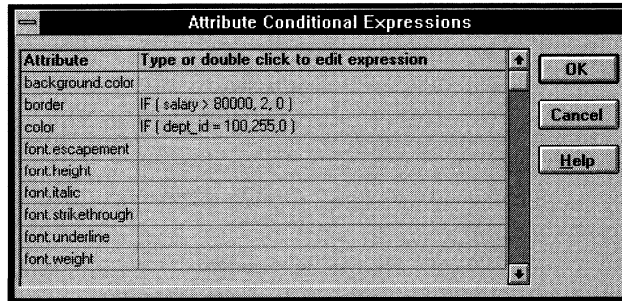 Attribute Conditional Expressions
Attribute Type or double click to edit expression
background.color
border IF ( salary > 80000, 2, 0 )
color IF ( dept_id = 100,255,0 )
font.escapement
font.height
font.italic
font.strikethrough
font.underline
font.weight
OK
Cancel
Help